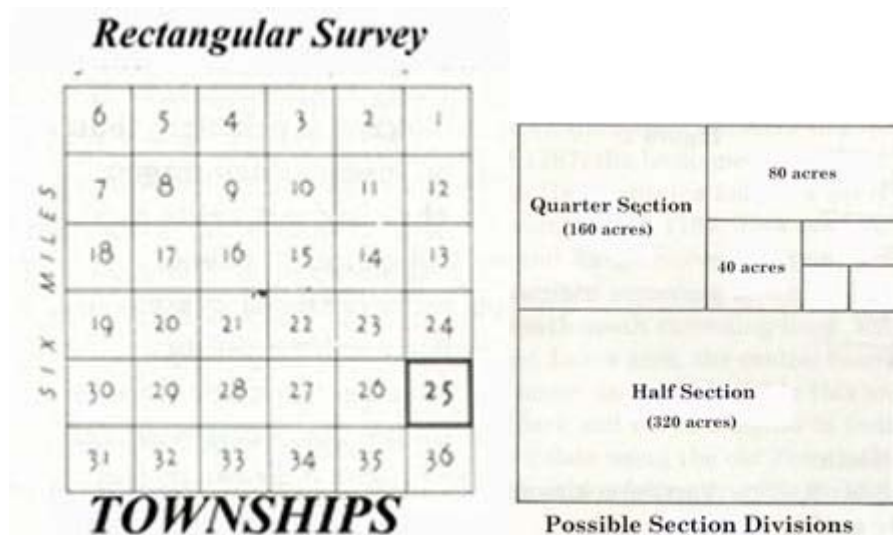 Rectangular Survey
6 5 4 3 2 1
7 8 9 10 11 12
18 17 16 15 14 13
19 20 21 22 23 24
30 29 28 27 26 25
31 32 33 34 35 36
SIX MILES
TOWNSHIPS
80 acres
Quarter Section
(160 acres)
40 acres
Half Section
(320 acres)
Possible Section Divisions